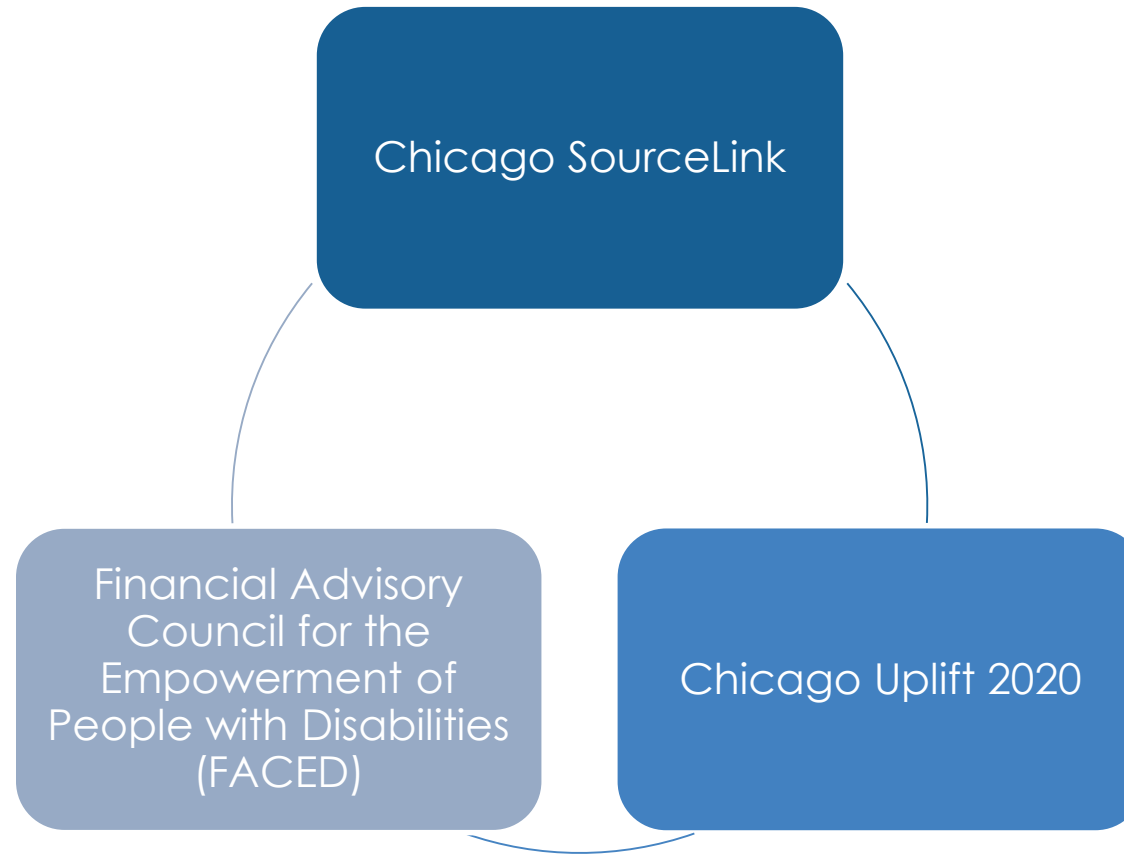 Chicago SourceLink
Financial Advisory
Council for the
Empowerment of
People with Disabilities
(FACED)
Chicago Uplift 2020